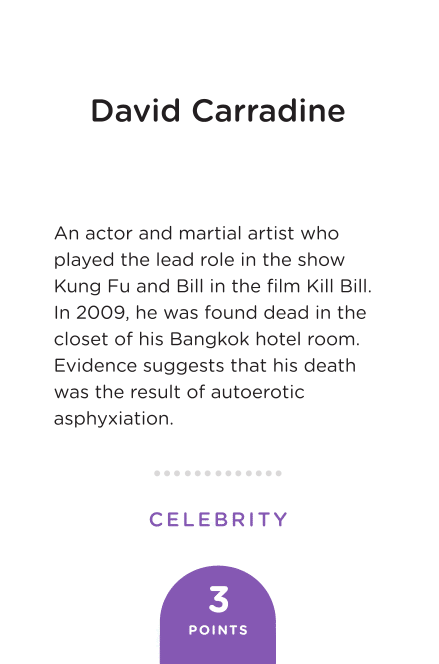 David Carradine
An actor and martial artist who
played the lead role in the show
Kung Fu and Bill in the film Kill Bill.
In 2009, he was found dead in the
closet of his Bangkok hotel room.
Evidence suggests that his death
was the result of autoerotic
asphyxiation.
CELEBRITY
3
POINTS